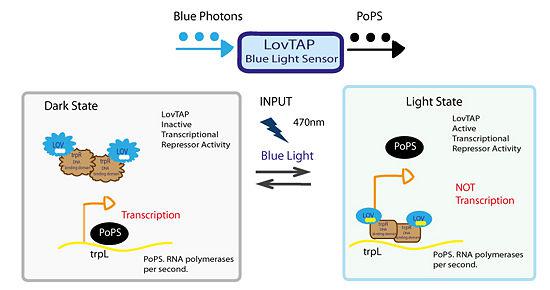 Blue Photons
PoPS
LovTAP
Blue Light Sensor
Dark State
LovTAP
Inactive
Transcriptional
Repressor Activity
LOV
LOV
trpR
DNA
binding domain
trpR
DNA
binding domain
Transcription
PoPS
trpL
PoPS. RNA polymerases
per second.
INPUT
470nm
Blue Light
Light State
LovTAP
Active
Transcriptional
Repressor Activity
PoPS
NOT
Transcription
LOV
LOV
trpR
DNA
binding domain
trpR
DNA
binding domain
trpL
PoPS. RNA polymerases
per second.